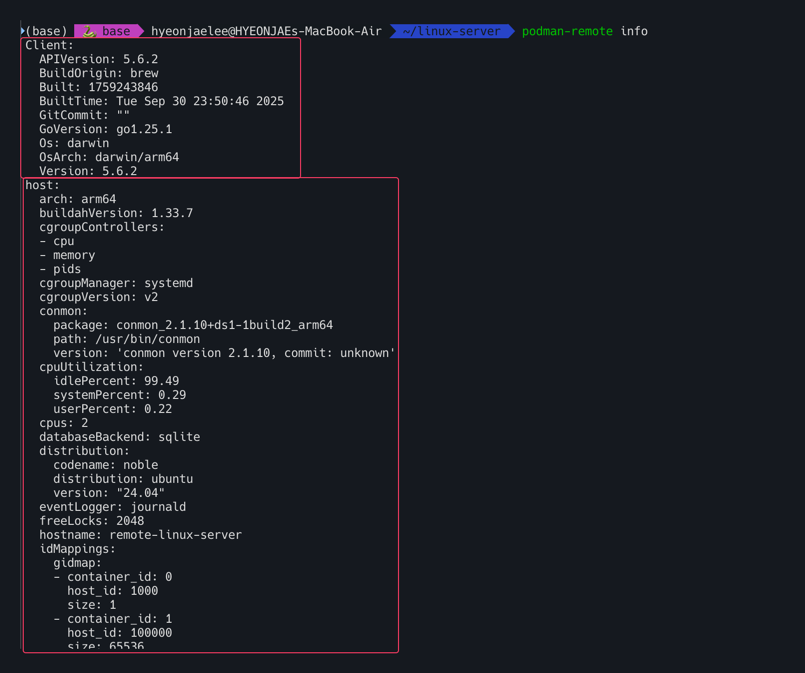 (base) base hyeonjaelee@HYEONJAEs-MacBook-Air ~/linux-server podman-remote info
Client:
  APIVersion: 5.6.2
  BuildOrigin: brew
  Built: 1759243846
  BuiltTime: Tue Sep 30 23:50:46 2025
  GitCommit: ""
  GoVersion: go1.25.1
  Os: darwin
  OsArch: darwin/arm64
  Version: 5.6.2
host:
  arch: arm64
  buildahVersion: 1.33.7
  cgroupControllers:
  - cpu
  - memory
  - pids
  cgroupManager: systemd
  cgroupVersion: v2
  conmon:
    package: conmon_2.1.10+ds1-1build2_arm64
    path: /usr/bin/conmon
    version: 'conmon version 2.1.10, commit: unknown'
  cpuUtilization:
    idlePercent: 99.49
    systemPercent: 0.29
    userPercent: 0.22
  cpus: 2
  databaseBackend: sqlite
  distribution:
    codename: noble
    distribution: ubuntu
    version: "24.04"
  eventLogger: journald
  freeLocks: 2048
  hostname: remote-linux-server
  idMappings:
    gidmap:
    - container_id: 0
      host_id: 1000
      size: 1
    - container_id: 1
      host_id: 100000
      size: 65536